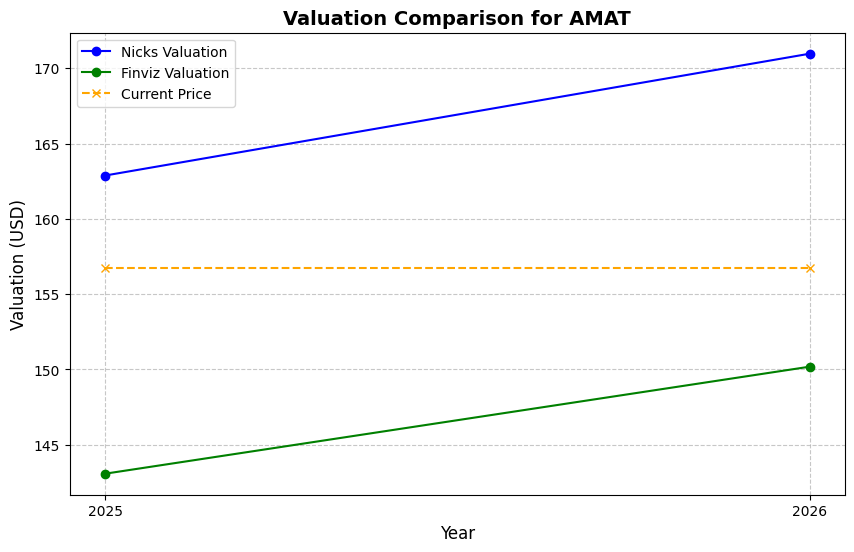 Valuation Comparison for AMAT
Nicks Valuation
Finviz Valuation
Current Price
170
165
160
155
150
145
Valuation (USD)
2025
2026
Year